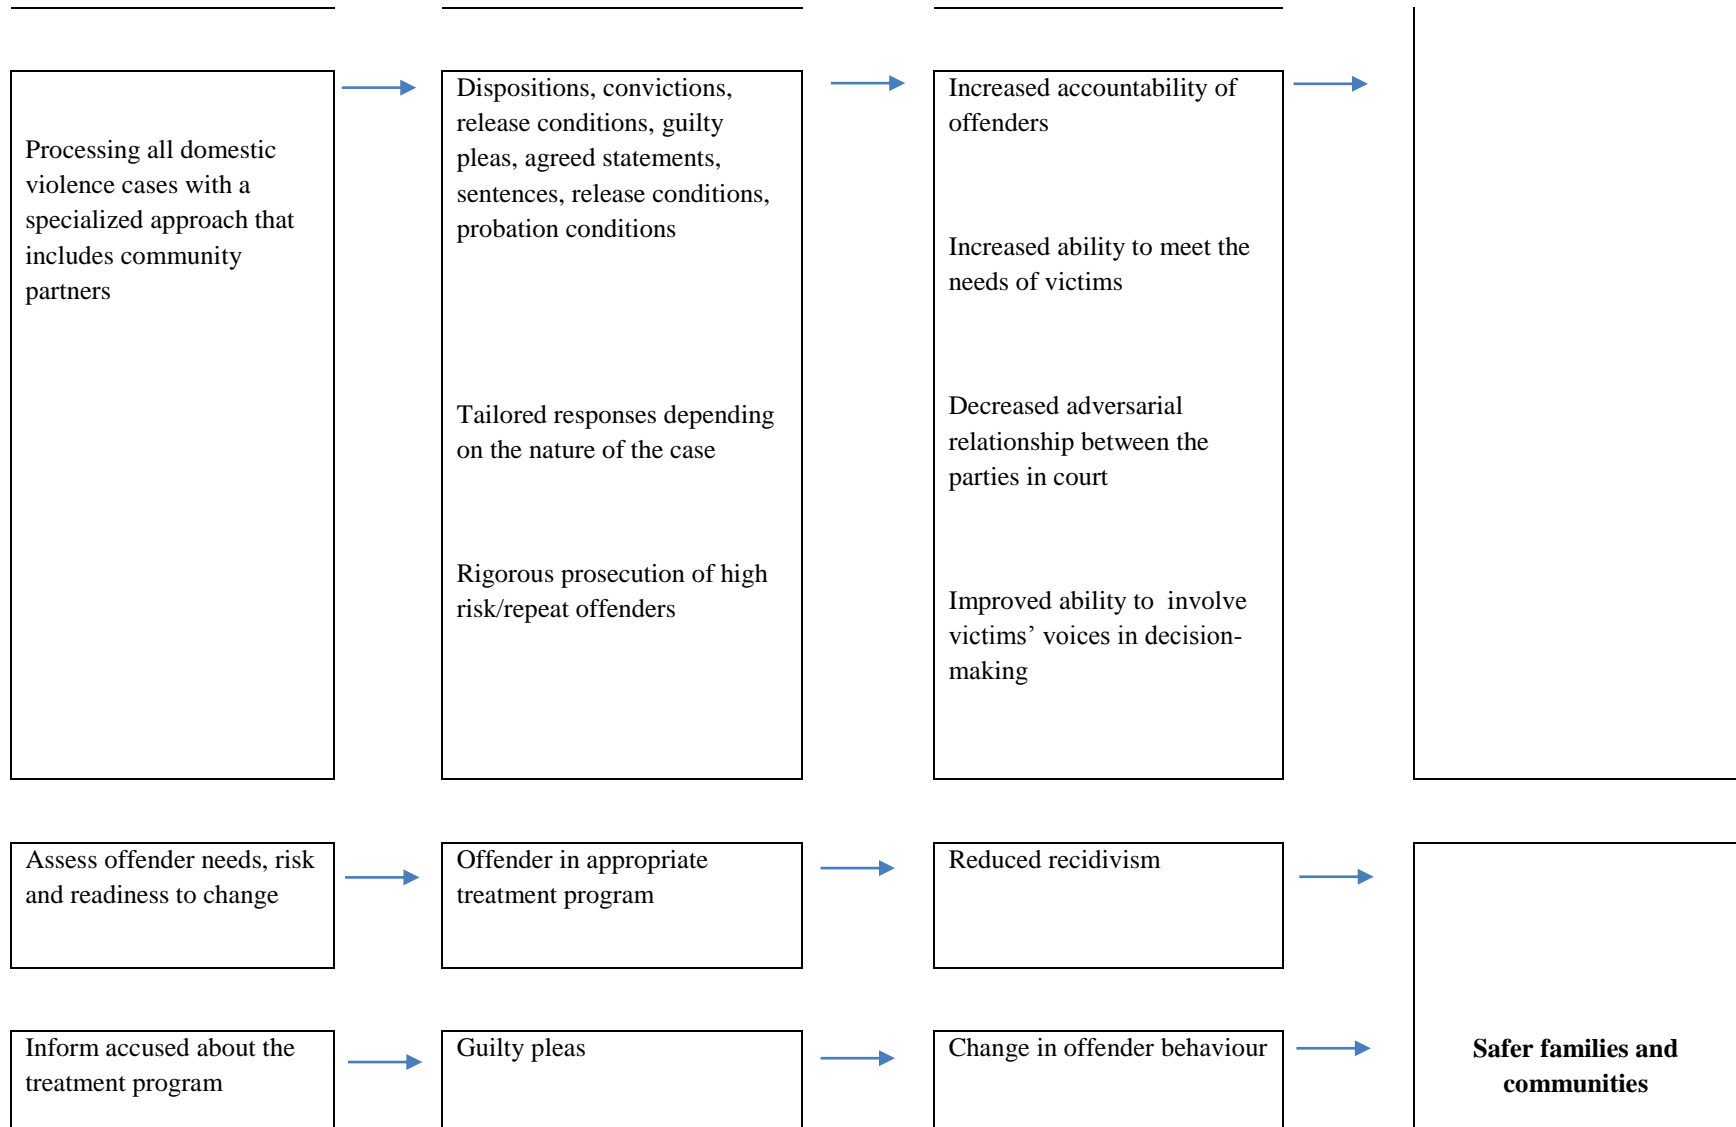 Processing all domestic
violence cases with a
specialized approach that
includes community
partners
Dispositions, convictions,
release conditions, guilty
pleas, agreed statements,
sentences, release conditions,
probation conditions
Tailored responses depending
on the nature of the case
Rigorous prosecution of high
risk/repeat offenders
Increased accountability of
offenders
Increased ability to meet the
needs of victims
Decreased adversarial
relationship between the
parties in court
Improved ability to  involve
victims’ voices in decision-
making
Assess offender needs, risk
and readiness to change
Offender in appropriate
treatment program
Reduced recidivism
Inform accused about the
treatment program
Guilty pleas
Change in offender behaviour
Safer families and
communities